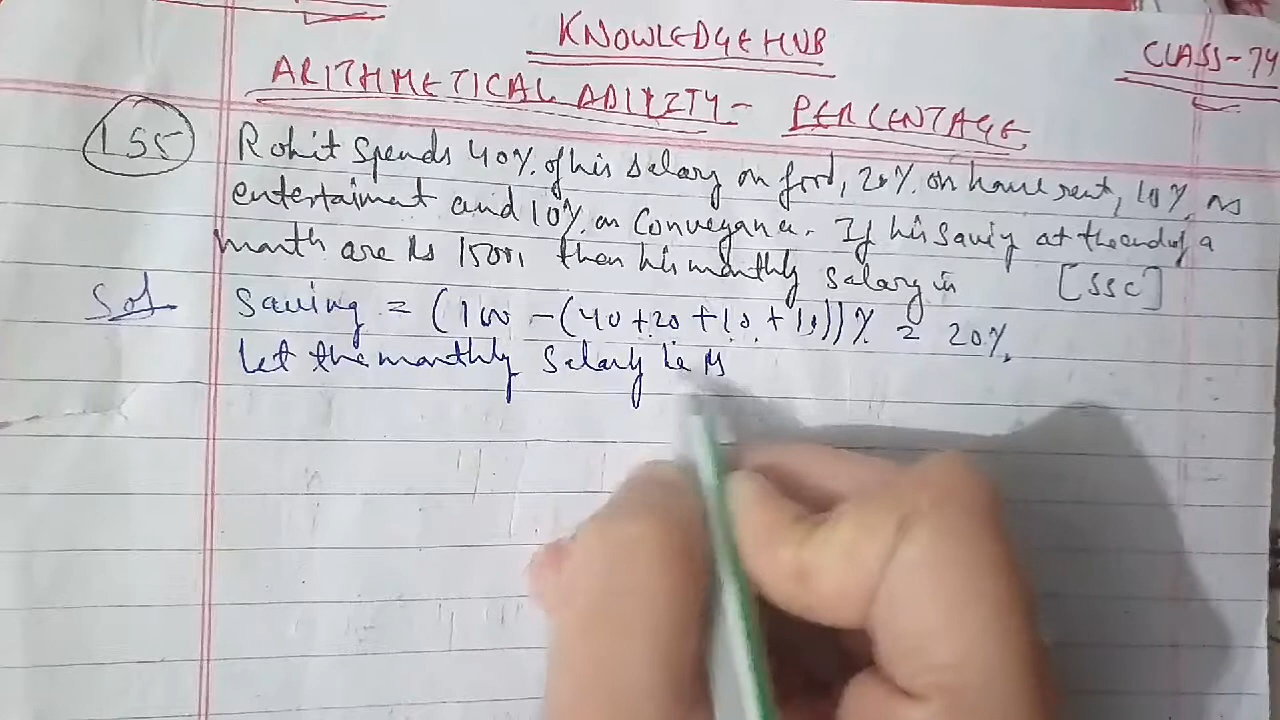 KNOWLEDGE HUB
CLASS-74
ARITHMETICAL ABILITY - PERCENTAGE
155 Rohit spends 40% of his salary on food, 20% on house rent, 10% on
entertaiment and 10% on Conveyance. If his saving at the end of a
month are Rs 1500, then his monthly salary is [SSC]
Sol Saving = (100 - (40+20+10+10))% = 20%.
Let the monthly salary be Rs